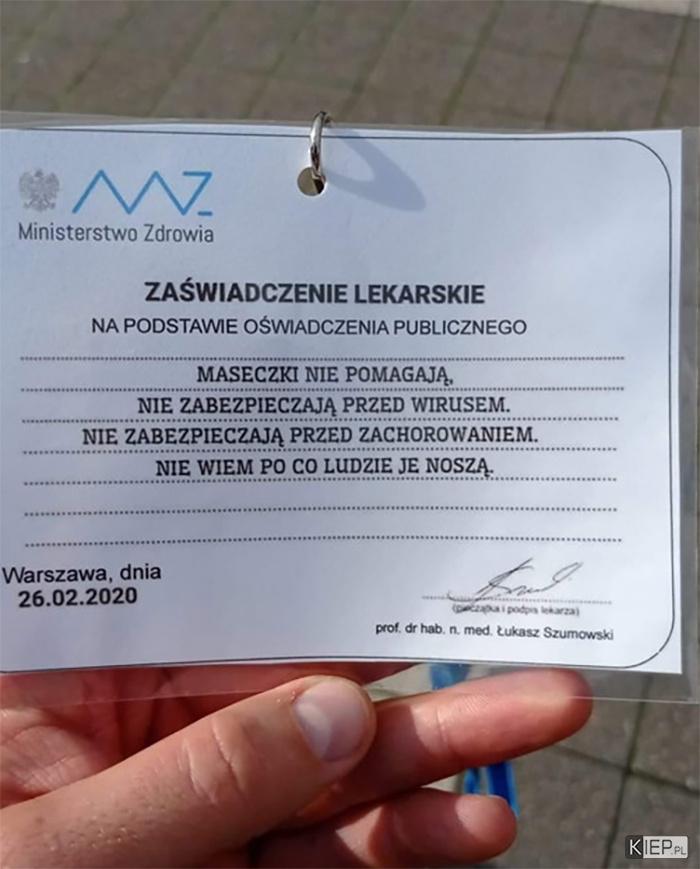 MZ
Ministerstwo Zdrowia
ZAŚWIADCZENIE LEKARSKIE
NA PODSTAWIE OŚWIADCZENIA PUBLICZNEGO
MASECZKI NIE POMAGAJĄ,
NIE ZABEZPIECZAJĄ PRZED WIRUSEM.
NIE ZABEZPIECZAJĄ PRZED ZACHOROWANIEM.
NIE WIEM PO CO LUDZIE JE NOSZĄ.
Warszawa, dnia
26.02.2020
(pieczątka i podpis lekarza)
prof. dr hab. n. med. Łukasz Szumowski
KIEP.PL